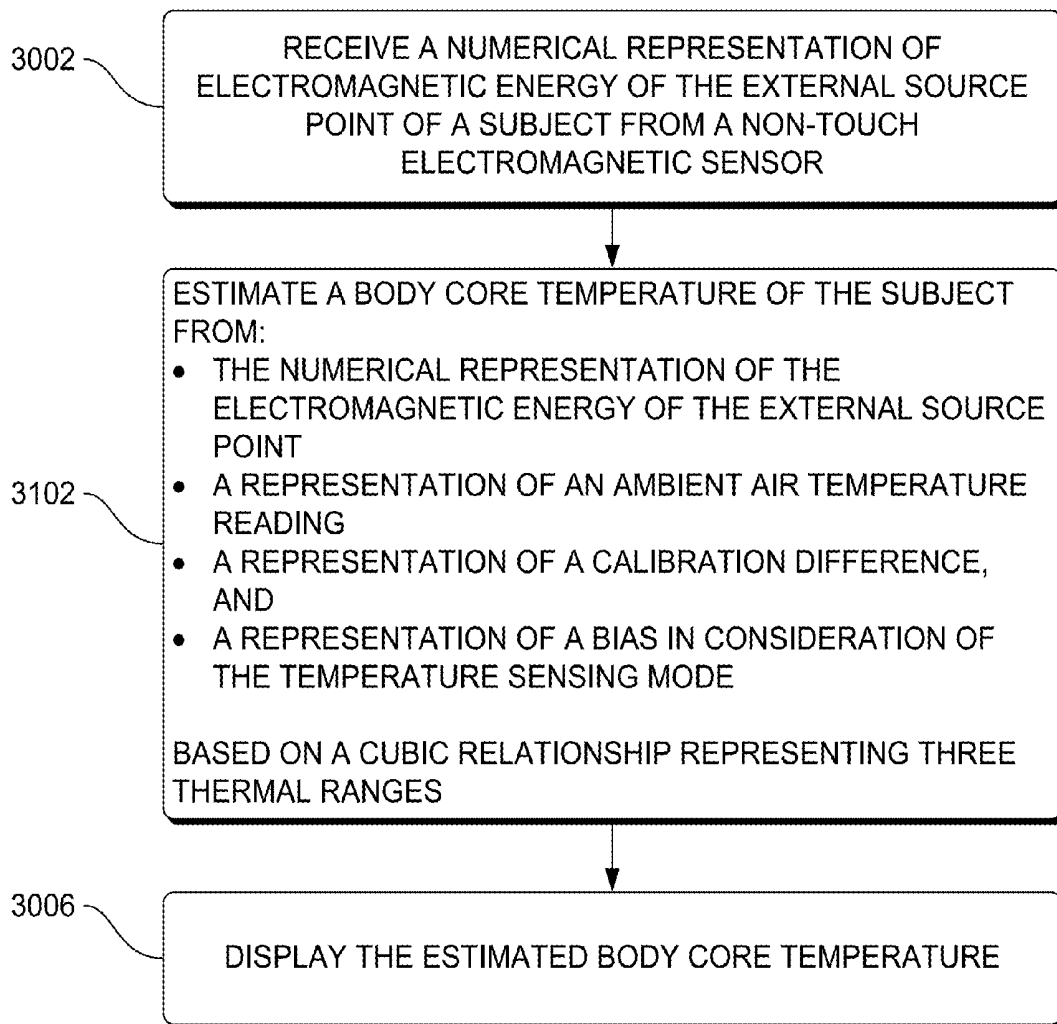 3002
RECEIVE A NUMERICAL REPRESENTATION OF
ELECTROMAGNETIC ENERGY OF THE EXTERNAL SOURCE
POINT OF A SUBJECT FROM A NON-TOUCH
ELECTROMAGNETIC SENSOR
3102
ESTIMATE A BODY CORE TEMPERATURE OF THE SUBJECT
FROM:
• THE NUMERICAL REPRESENTATION OF THE
ELECTROMAGNETIC ENERGY OF THE EXTERNAL SOURCE
POINT
• A REPRESENTATION OF AN AMBIENT AIR TEMPERATURE
READING
• A REPRESENTATION OF A CALIBRATION DIFFERENCE,
AND
• A REPRESENTATION OF A BIAS IN CONSIDERATION OF
THE TEMPERATURE SENSING MODE
BASED ON A CUBIC RELATIONSHIP REPRESENTING THREE
THERMAL RANGES
3006
DISPLAY THE ESTIMATED BODY CORE TEMPERATURE